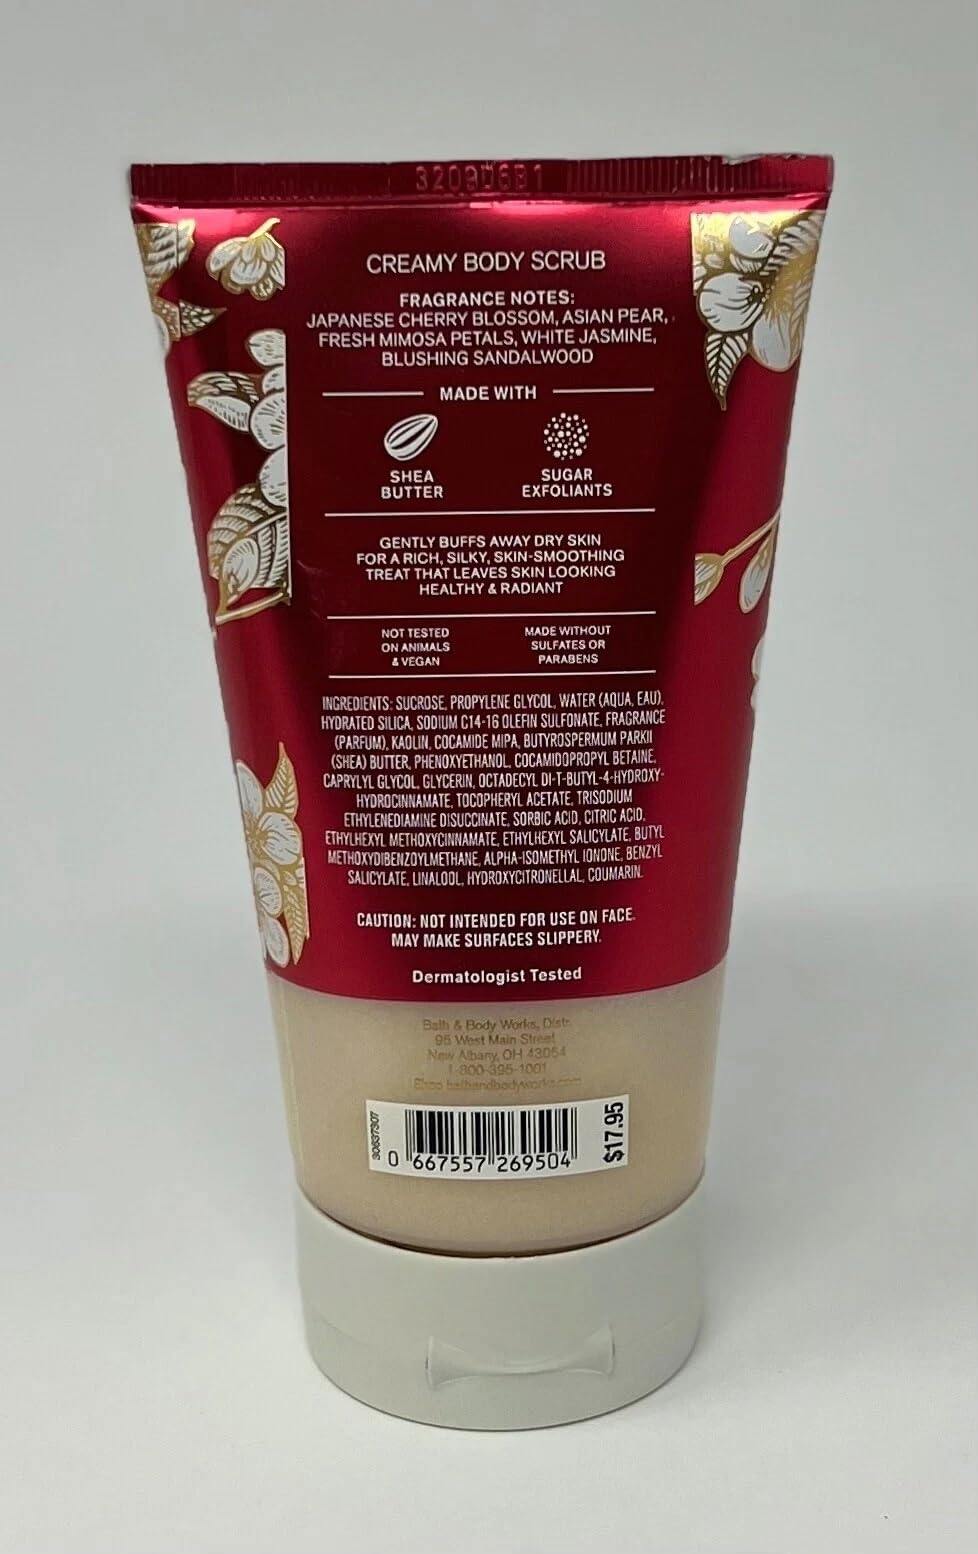 CREAMY BODY SCRUB
FRAGRANCE NOTES:
JAPANESE CHERRY BLOSSOM, ASIAN PEAR,
FRESH MIMOSA PETALS, WHITE JASMINE,
BLUSHING SANDALWOOD
MADE WITH
SHEA
BUTTER
SUGAR
EXFOLIANTS
GENTLY BUFFS AWAY DRY SKIN
FOR A RICH, SILKY, SKIN-SMOOTHING
TREAT THAT LEAVES SKIN LOOKING
HEALTHY & RADIANT
NOT TESTED
ON ANIMALS
& VEGAN
MADE WITHOUT
SULFATES OR
PARABENS
INGREDIENTS: SUCROSE, PROPYLENE GLYCOL, WATER (AQUA, EAU),
HYDRATED SILICA, SODIUM C14-16 OLEFIN SULFONATE, FRAGRANCE
(PARFUM), KAOLIN, COCAMIDE MIPA, BUTYROSPERMUM PARKII
(SHEA) BUTTER, PHENOXYETHANOL, COCAMIDOPROPYL BETAINE,
CAPRYLYL GLYCOL, GLYCERIN, OCTADECYL DI-T-BUTYL-4-HYDROXY-
HYDROCINNAMATE, TOCOPHERYL ACETATE, TRISODIUM
ETHYLENEDIAMINE DISUCCINATE, SORBIC ACID, CITRIC ACID,
ETHYLHEXYL METHOXYCINNAMATE, ETHYLHEXYL SALICYLATE, BUTYL
METHOXYDIBENZOYLMETHANE, ALPHA-ISOMETHYL IONONE, BENZYL
SALICYLATE, LINALOOL, HYDROXYCITRONELLAL, COUMARIN.
CAUTION: NOT INTENDED FOR USE ON FACE.
MAY MAKE SURFACES SLIPPERY.
Dermatologist Tested
Bath & Body Works, Distr.
95 West Main Street
New Albany, OH 43054
1-800-395-1001
Shop bathandbodyworks.com
30637307
0 667557 269504
$17.95